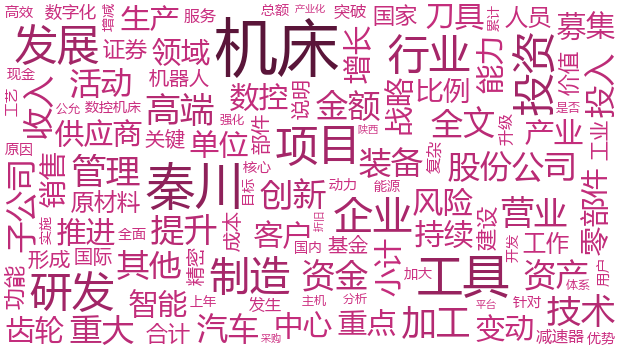 高效
数字化
增减
生产
服务
总额
产业化
突破
国家
刀具
累计
人员
募集
发展
证券
领域
机床
增长
行业
能力
投资
价值
投入
现金
工艺
收入
活动
机器人
高端
数控
说明
金额
战略
比例
全文
升级
是否
产业
工业
公允
数控机床
供应商
关键
强化
单位
部件
项目
陕西
装备
复杂
股份公司
原因
子公司
销售
管理
原材料
秦川
核心
目标
创新
动力
能源
企业
风险
持续
建设
营业
零部件
实施
推进
全面
提升
成本
客户
折旧
国内
基金
小计
开发
工作
用户
形成
国际
其他
精密
制造
资金
加大
工具
资产
体系
功能
研发
智能
上年
发生
主机
分析
平台
针对
技术
齿轮
重大
合计
汽车
采购
中心
重点
加工
变动
减速器
优势